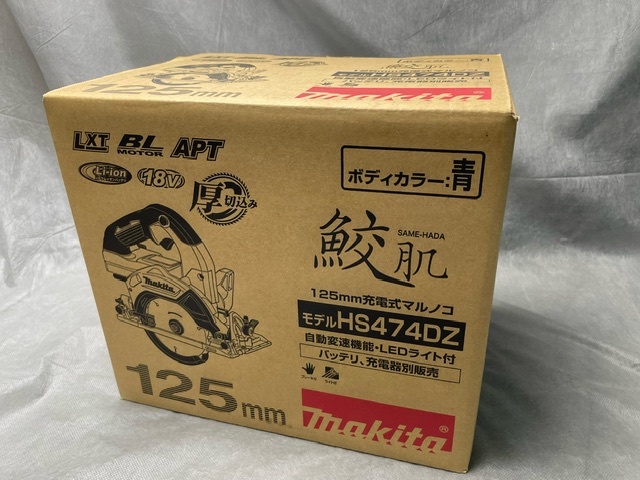 125mm
makita
LXT BL MOTOR APT
Li-ion 18V 厚切込み
ボディカラー:青
鮫肌
SAME-HADA
125mm充電式マルノコ
モデルHS474DZ
自動変速機能・LEDライト付
バッテリ、充電器別販売
makita
125mm
makita®